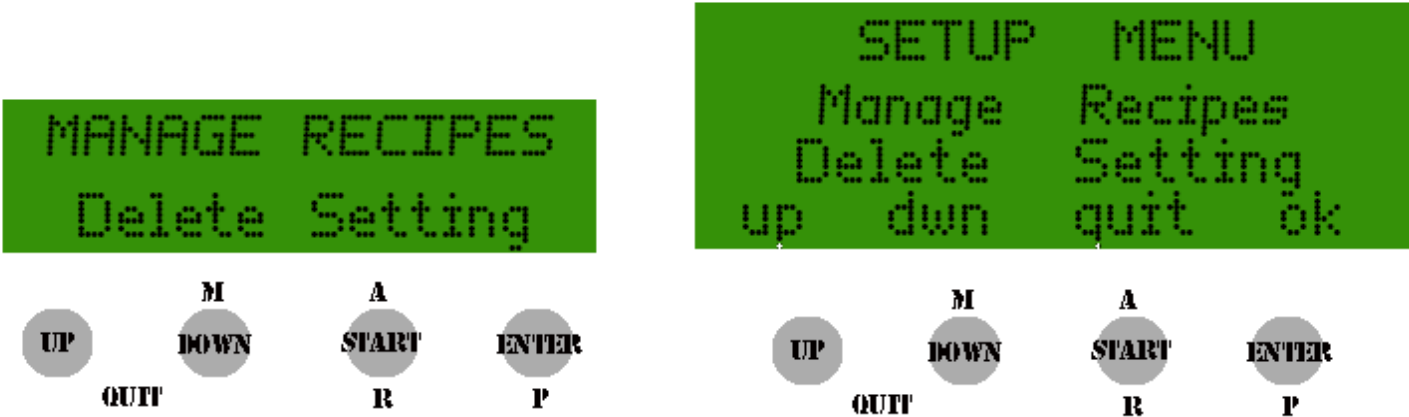 MANAGE RECIPES
Delete Setting
M A
UP DOWN START ENTER
QUIT R P
SETUP MENU
Manage Recipes
Delete Setting
up dwn quit ok
M A
UP DOWN START ENTER
QUIT R P